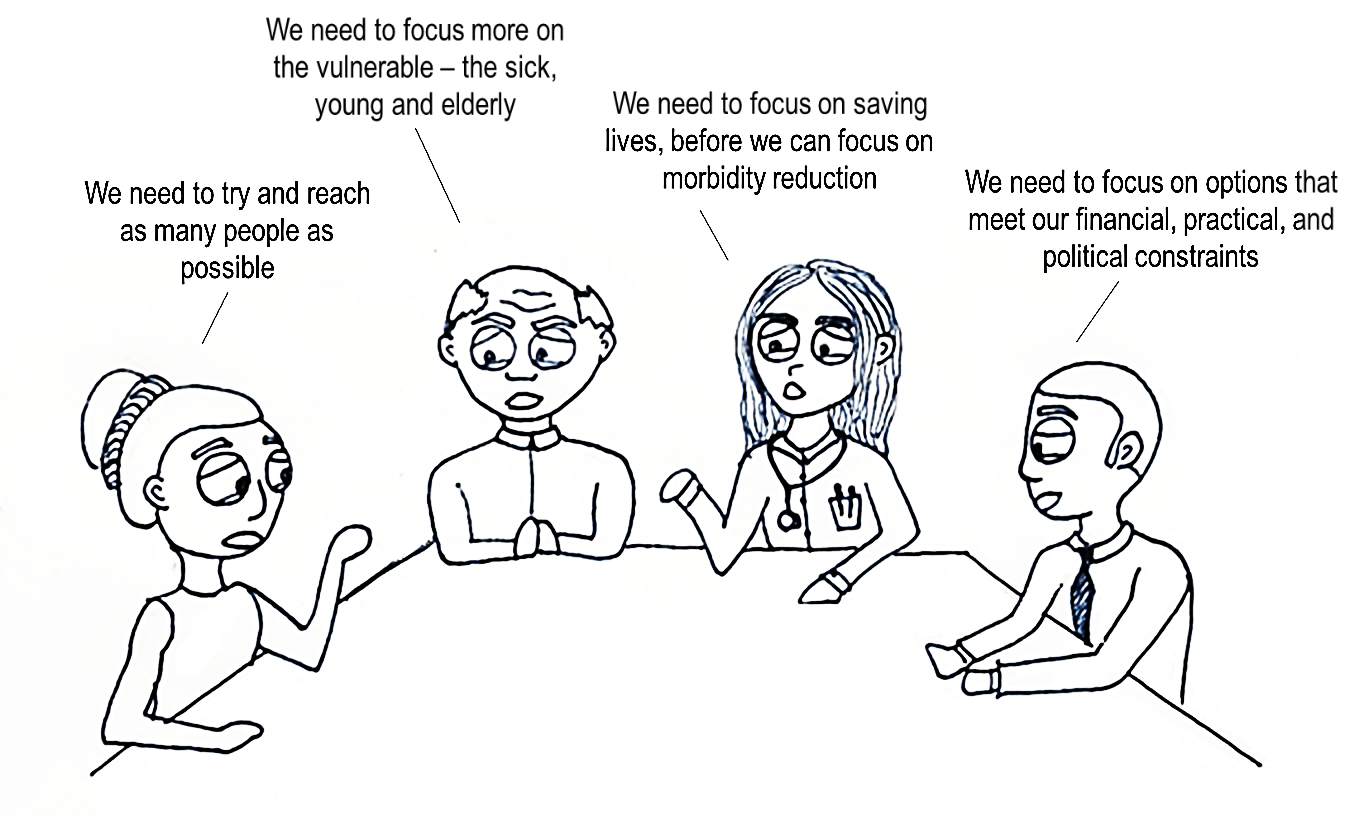 We need to try and reach
as many people as
possible
We need to focus more on
the vulnerable – the sick,
young and elderly
We need to focus on saving
lives, before we can focus on
morbidity reduction
We need to focus on options that
meet our financial, practical, and
political constraints